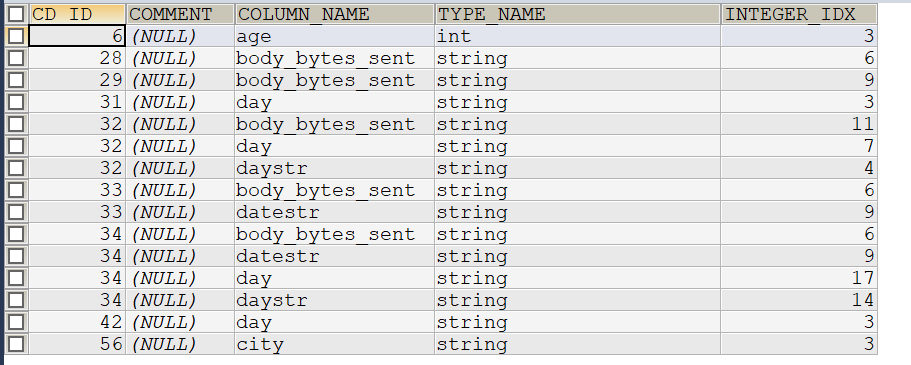 CD_ID COMMENT COLUMN_NAME TYPE_NAME INTEGER_IDX
6 (NULL) age int 3
28 (NULL) body_bytes_sent string 6
29 (NULL) body_bytes_sent string 9
31 (NULL) day string 3
32 (NULL) body_bytes_sent string 11
32 (NULL) day string 7
32 (NULL) daystr string 4
33 (NULL) body_bytes_sent string 6
33 (NULL) datestr string 9
34 (NULL) body_bytes_sent string 6
34 (NULL) datestr string 9
34 (NULL) day string 17
34 (NULL) daystr string 14
42 (NULL) day string 3
56 (NULL) city string 3